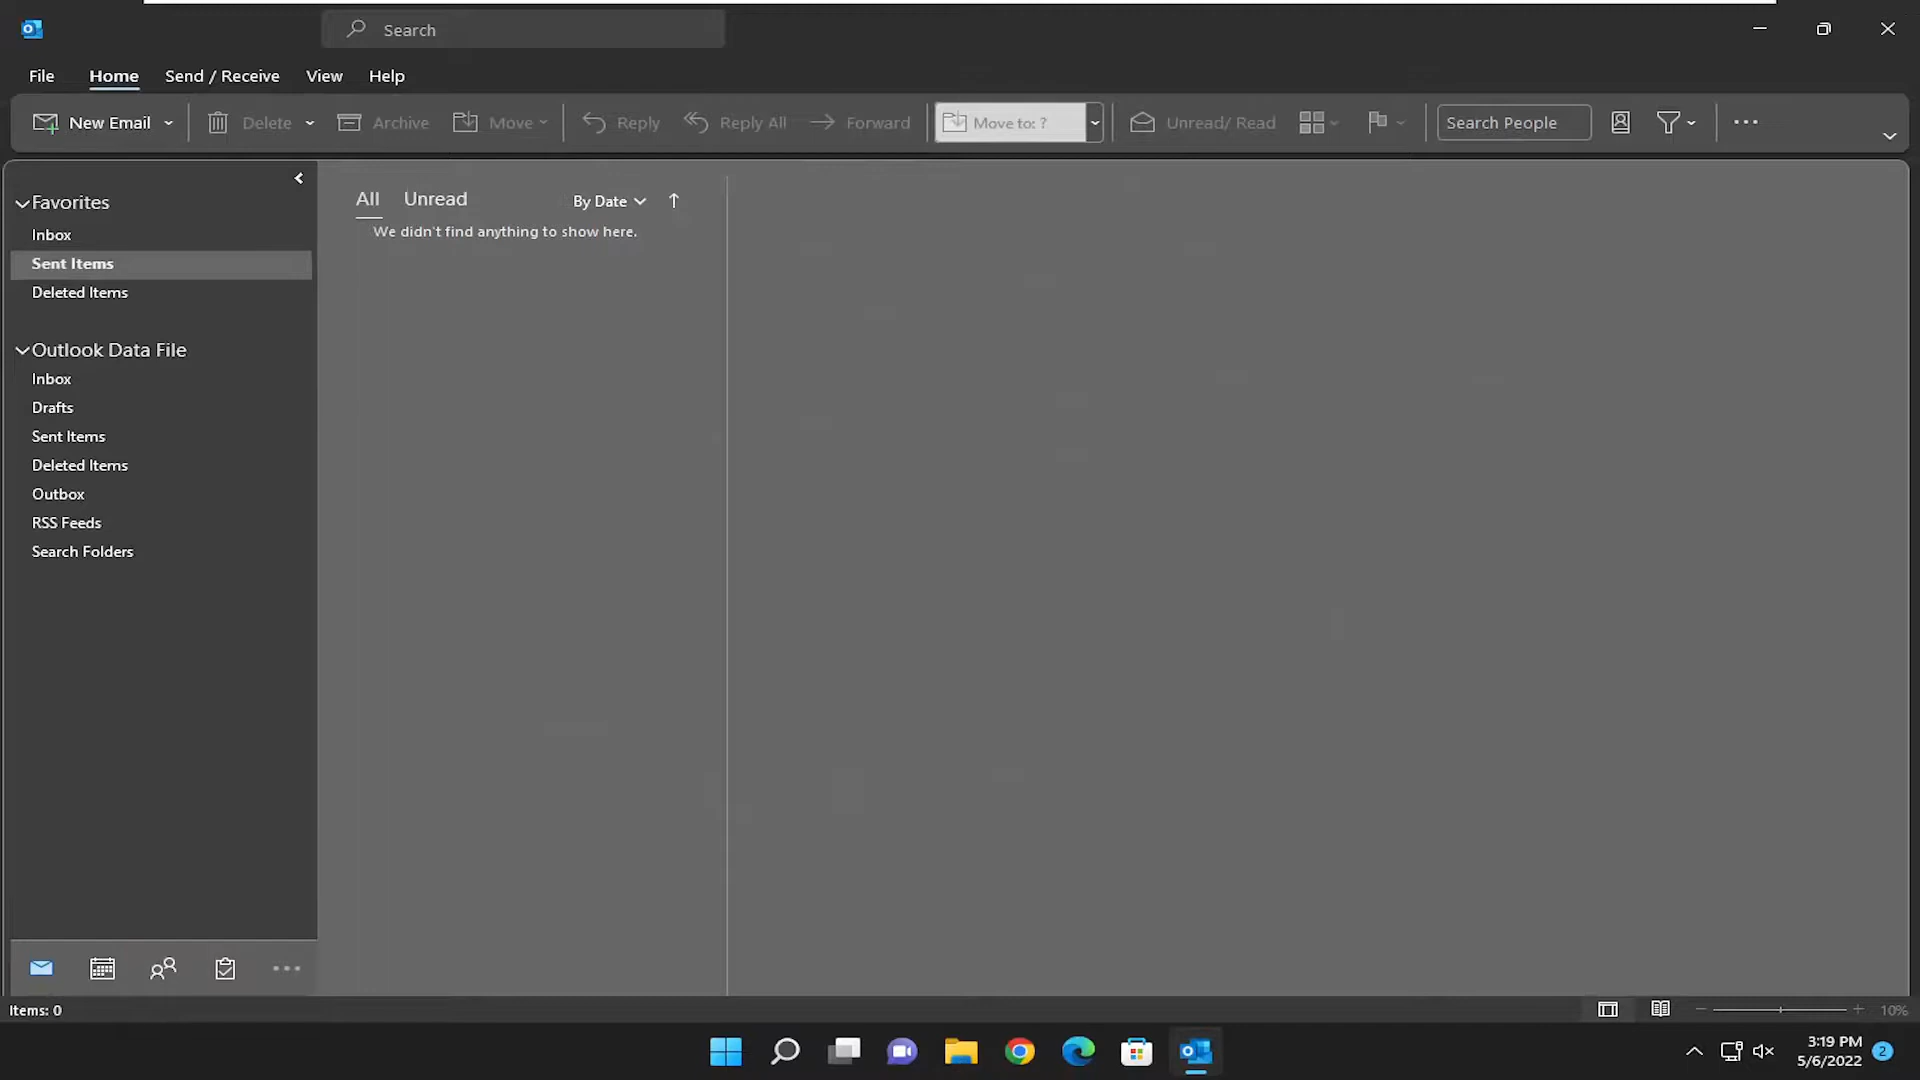 Search
File Home Send / Receive View Help
New Email Delete Archive Move Reply Reply All Forward Move to: ? Unread/ Read Search People
Favorites
Inbox
Sent Items
Deleted Items
Outlook Data File
Inbox
Drafts
Sent Items
Deleted Items
Outbox
RSS Feeds
Search Folders
All Unread By Date
We didn't find anything to show here.
Items: 0
10%
3:19 PM
5/6/2022
2